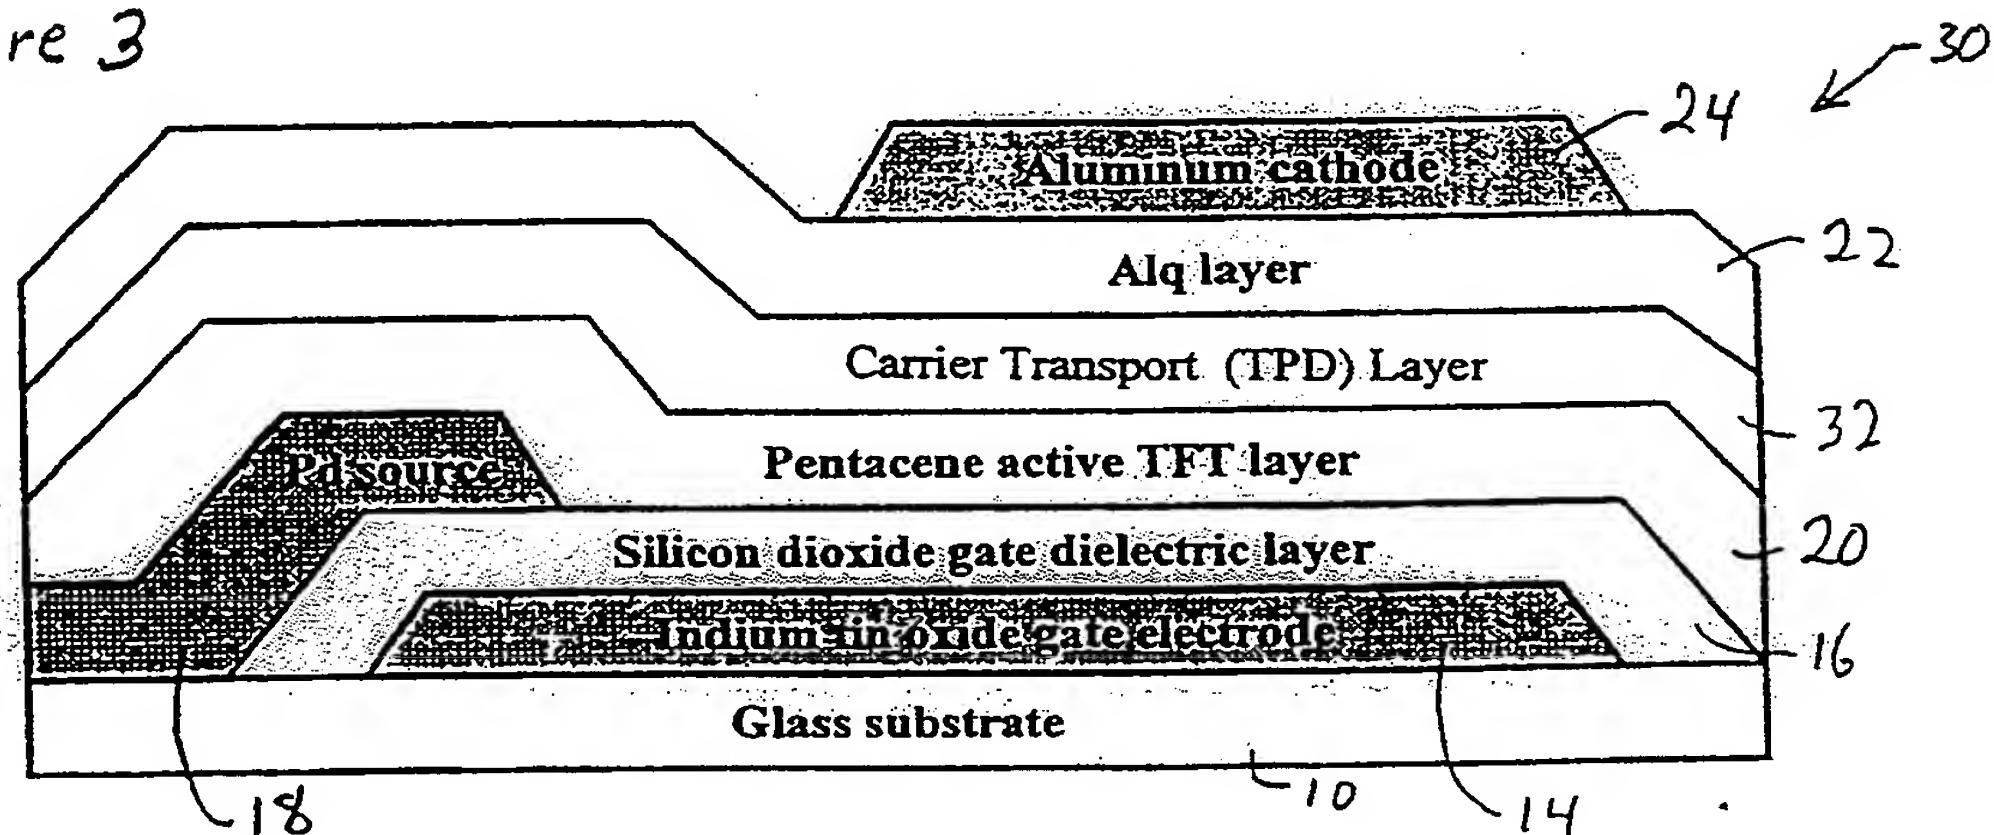 re 3
30
24
Aluminum cathode
22
Alq layer
Carrier Transport (TPD) Layer
32
Pd source
Pentacene active TFT layer
20
Silicon dioxide gate dielectric layer
Indium tin oxide gate electrode
16
Glass substrate
10
14
18